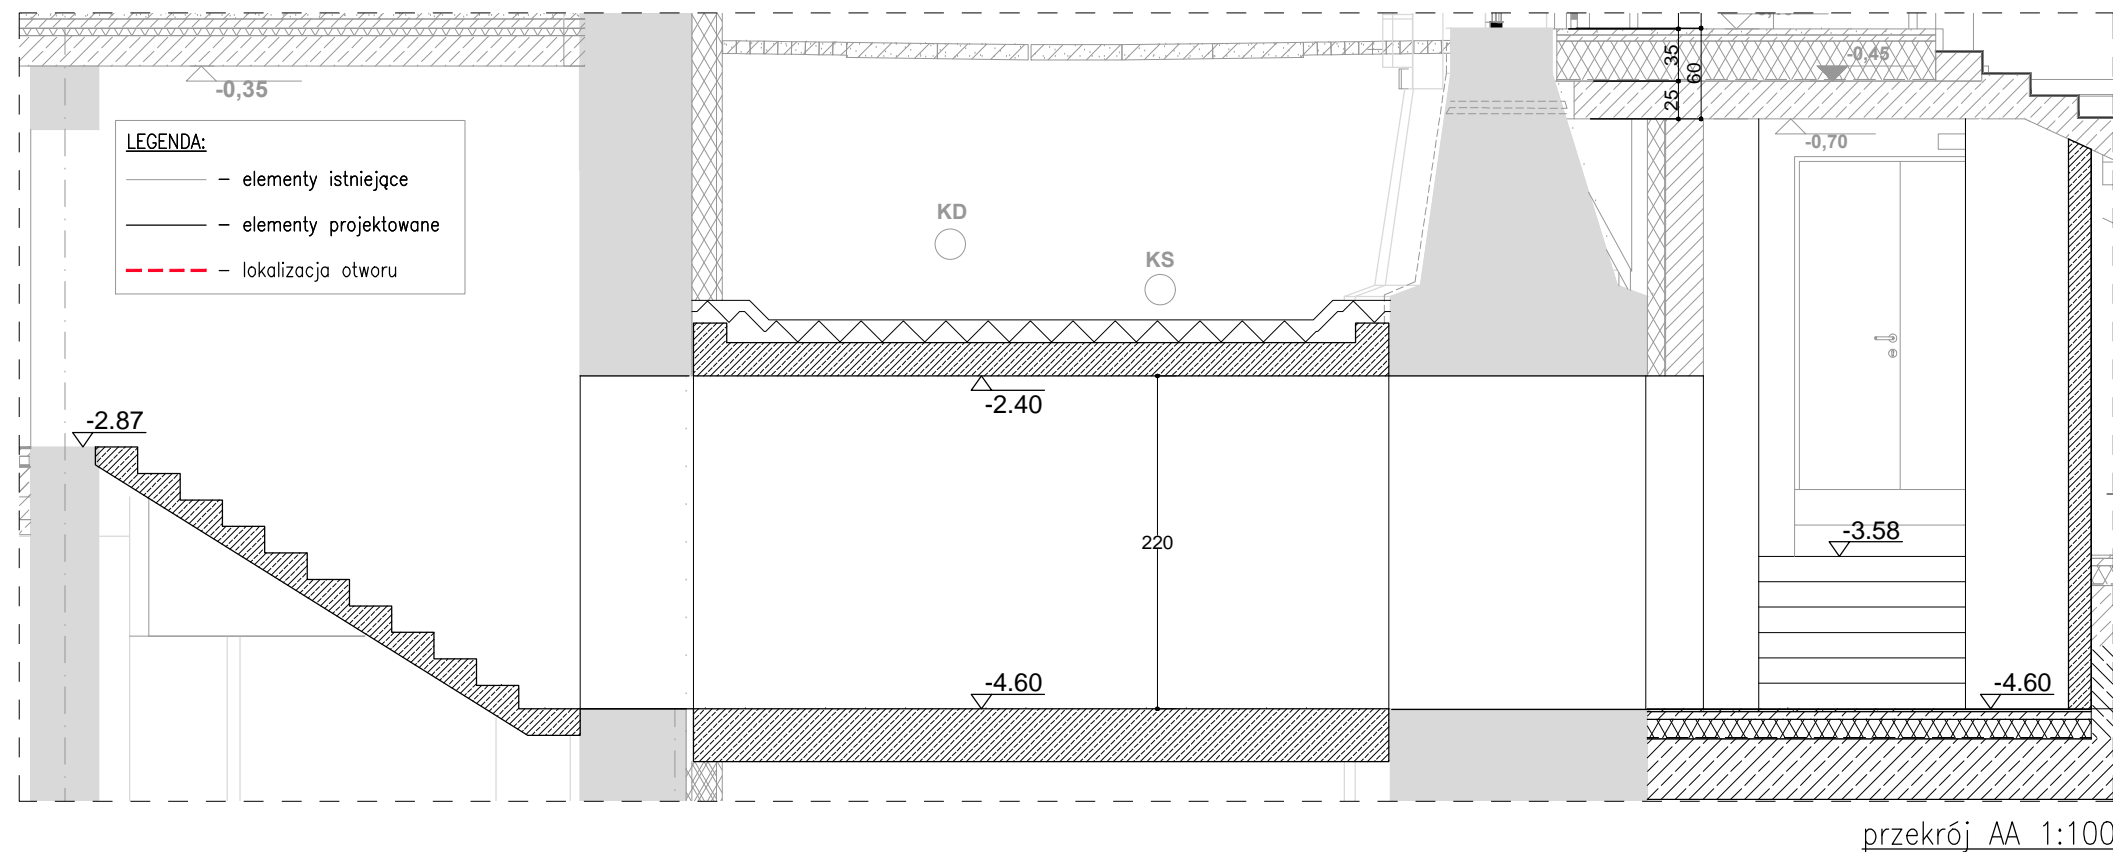 35
60
25
-0,45
-0,35
-0,70
LEGENDA:
– elementy istniejące
– elementy projektowane
– lokalizacja otworu
KD
KS
-2.40
-2.87
220
-3.58
-4.60
-4.60
przekrój AA 1:100